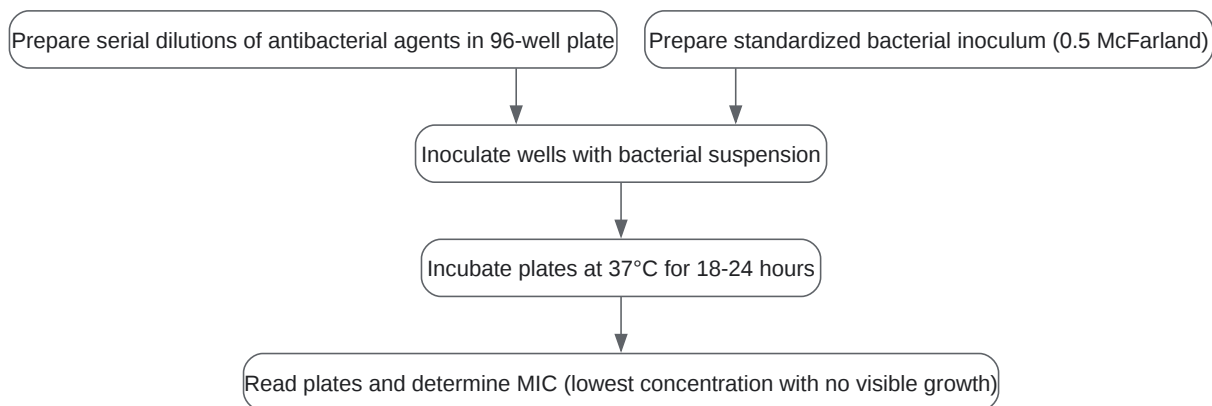 Prepare serial dilutions of antibacterial agents in 96-well plate
Prepare standardized bacterial inoculum (0.5 McFarland)
Inoculate wells with bacterial suspension
Incubate plates at 37°C for 18-24 hours
Read plates and determine MIC (lowest concentration with no visible growth)